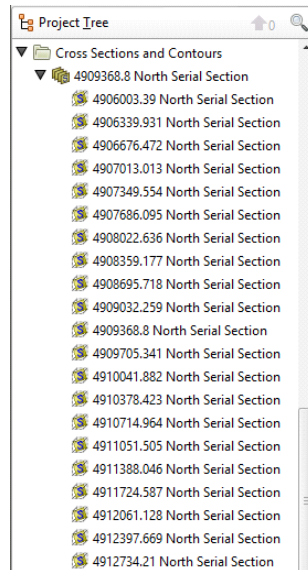 Project Tree
0
Cross Sections and Contours
4909368.8 North Serial Section
4906003.39 North Serial Section
4906339.931 North Serial Section
4906676.472 North Serial Section
4907013.013 North Serial Section
4907349.554 North Serial Section
4907686.095 North Serial Section
4908022.636 North Serial Section
4908359.177 North Serial Section
4908695.718 North Serial Section
4909032.259 North Serial Section
4909368.8 North Serial Section
4909705.341 North Serial Section
4910041.882 North Serial Section
4910378.423 North Serial Section
4910714.964 North Serial Section
4911051.505 North Serial Section
4911388.046 North Serial Section
4911724.587 North Serial Section
4912061.128 North Serial Section
4912397.669 North Serial Section
4912734.21 North Serial Section